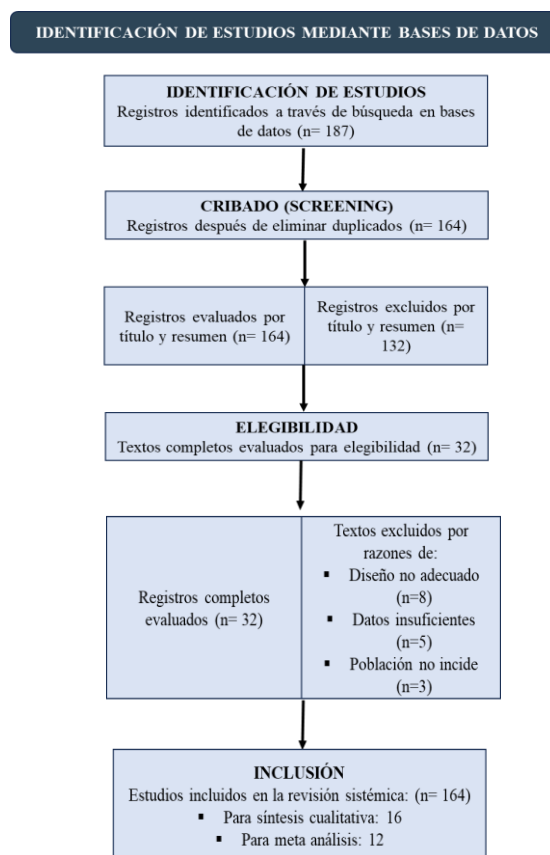 IDENTIFICACIÓN DE ESTUDIOS MEDIANTE BASES DE DATOS
IDENTIFICACIÓN DE ESTUDIOS
Registros identificados a través de búsqueda en bases
de datos (n= 187)
CRIBADO (SCREENING)
Registros después de eliminar duplicados (n= 164)
Registros evaluados por
título y resumen (n= 164)
Registros excluidos por
título y resumen (n=
132)
ELEGIBILIDAD
Textos completos evaluados para elegibilidad (n= 32)
Registros completos
evaluados (n= 32)
Textos excluidos por
razones de:
▪ Diseño no adecuado
(n=8)
▪ Datos insuficientes
(n=5)
▪ Población no incide
(n=3)
INCLUSIÓN
Estudios incluidos en la revisión sistémica: (n= 164)
▪ Para síntesis cualitativa: 16
▪ Para meta análisis: 12